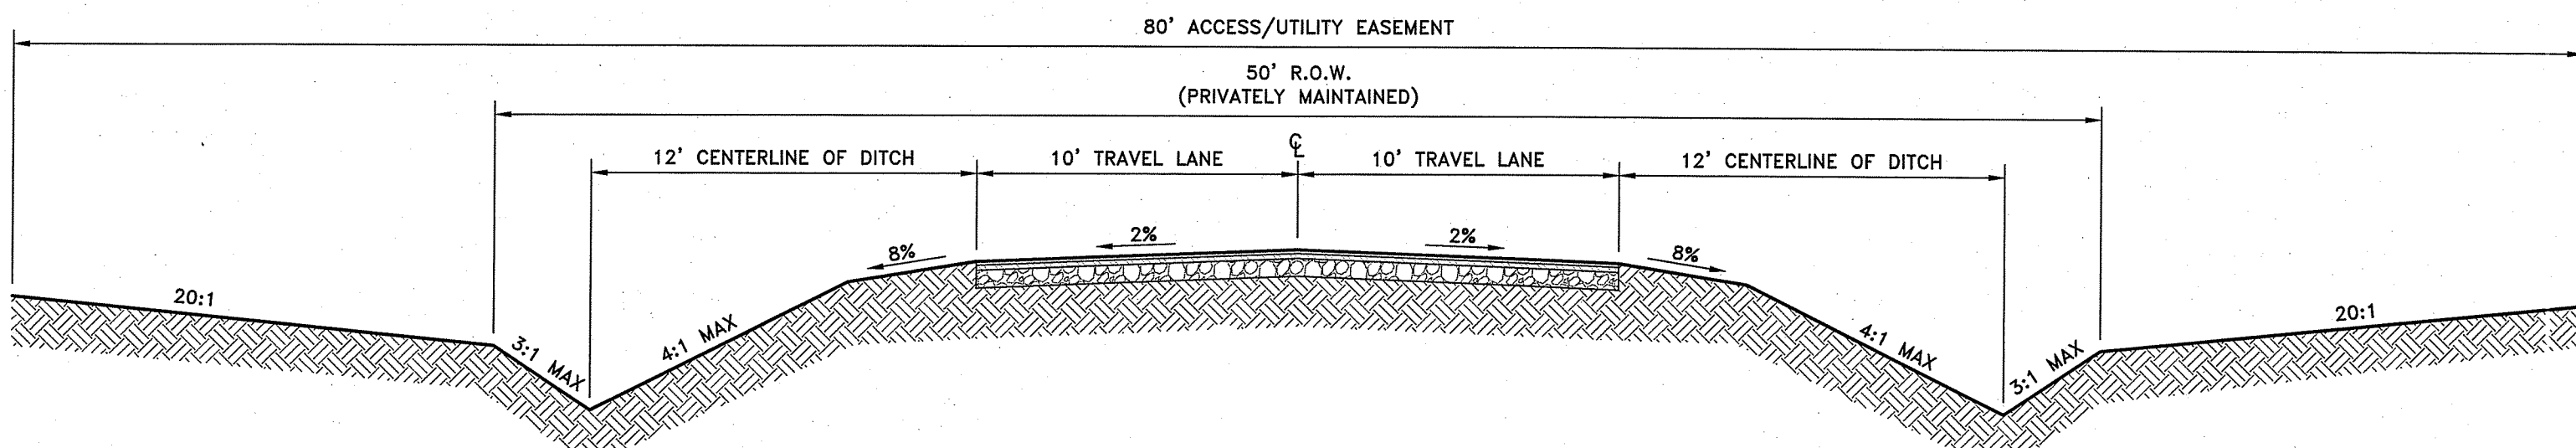 80' ACCESS/UTILITY EASEMENT
50' R.O.W.
(PRIVATELY MAINTAINED)
℄
12' CENTERLINE OF DITCH
10' TRAVEL LANE
10' TRAVEL LANE
12' CENTERLINE OF DITCH
2%
2%
8%
8%
20:1
20:1
3:1 MAX
4:1 MAX
4:1 MAX
3:1 MAX